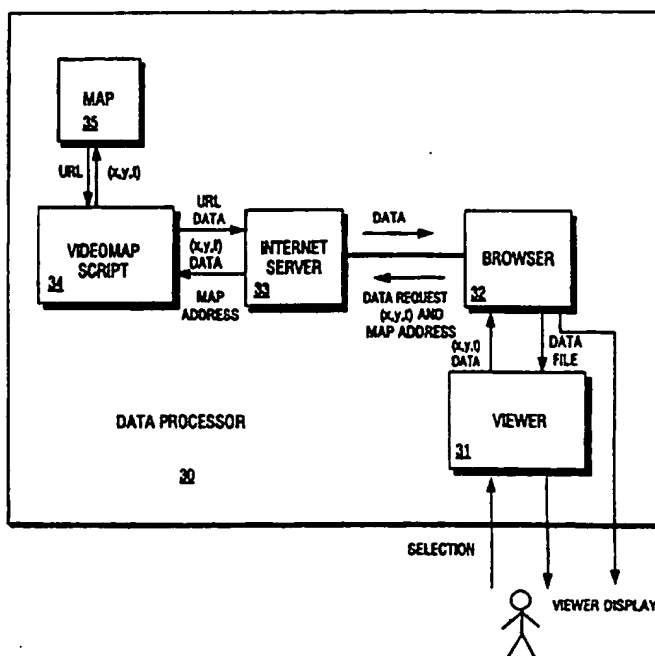 MAP
35
URL
(x,y,t)
VIDEOMAP
SCRIPT
34
URL
DATA
(x,y,t)
DATA
MAP
ADDRESS
INTERNET
SERVER
33
DATA
DATA REQUEST
(x,y,t) AND
MAP ADDRESS
BROWSER
32
(x,y,t)
DATA
DATA
FILE
VIEWER
31
DATA PROCESSOR
30
SELECTION
VIEWER DISPLAY